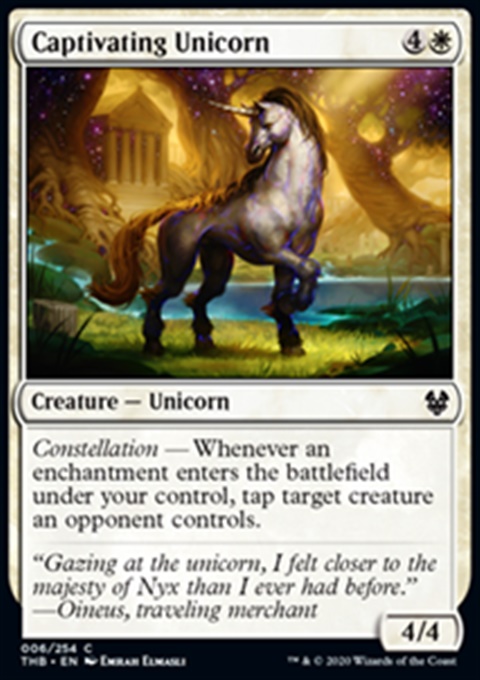 Captivating Unicorn 4
Creature — Unicorn
Constellation — Whenever an
enchantment enters the battlefield
under your control, tap target creature
an opponent controls.
“Gazing at the unicorn, I felt closer to the
majesty of Nyx than I ever had before.”
—Oineus, traveling merchant
4/4
006/254 C
THB • EN Emrah Elmasli
™ & © 2020 Wizards of the Coast